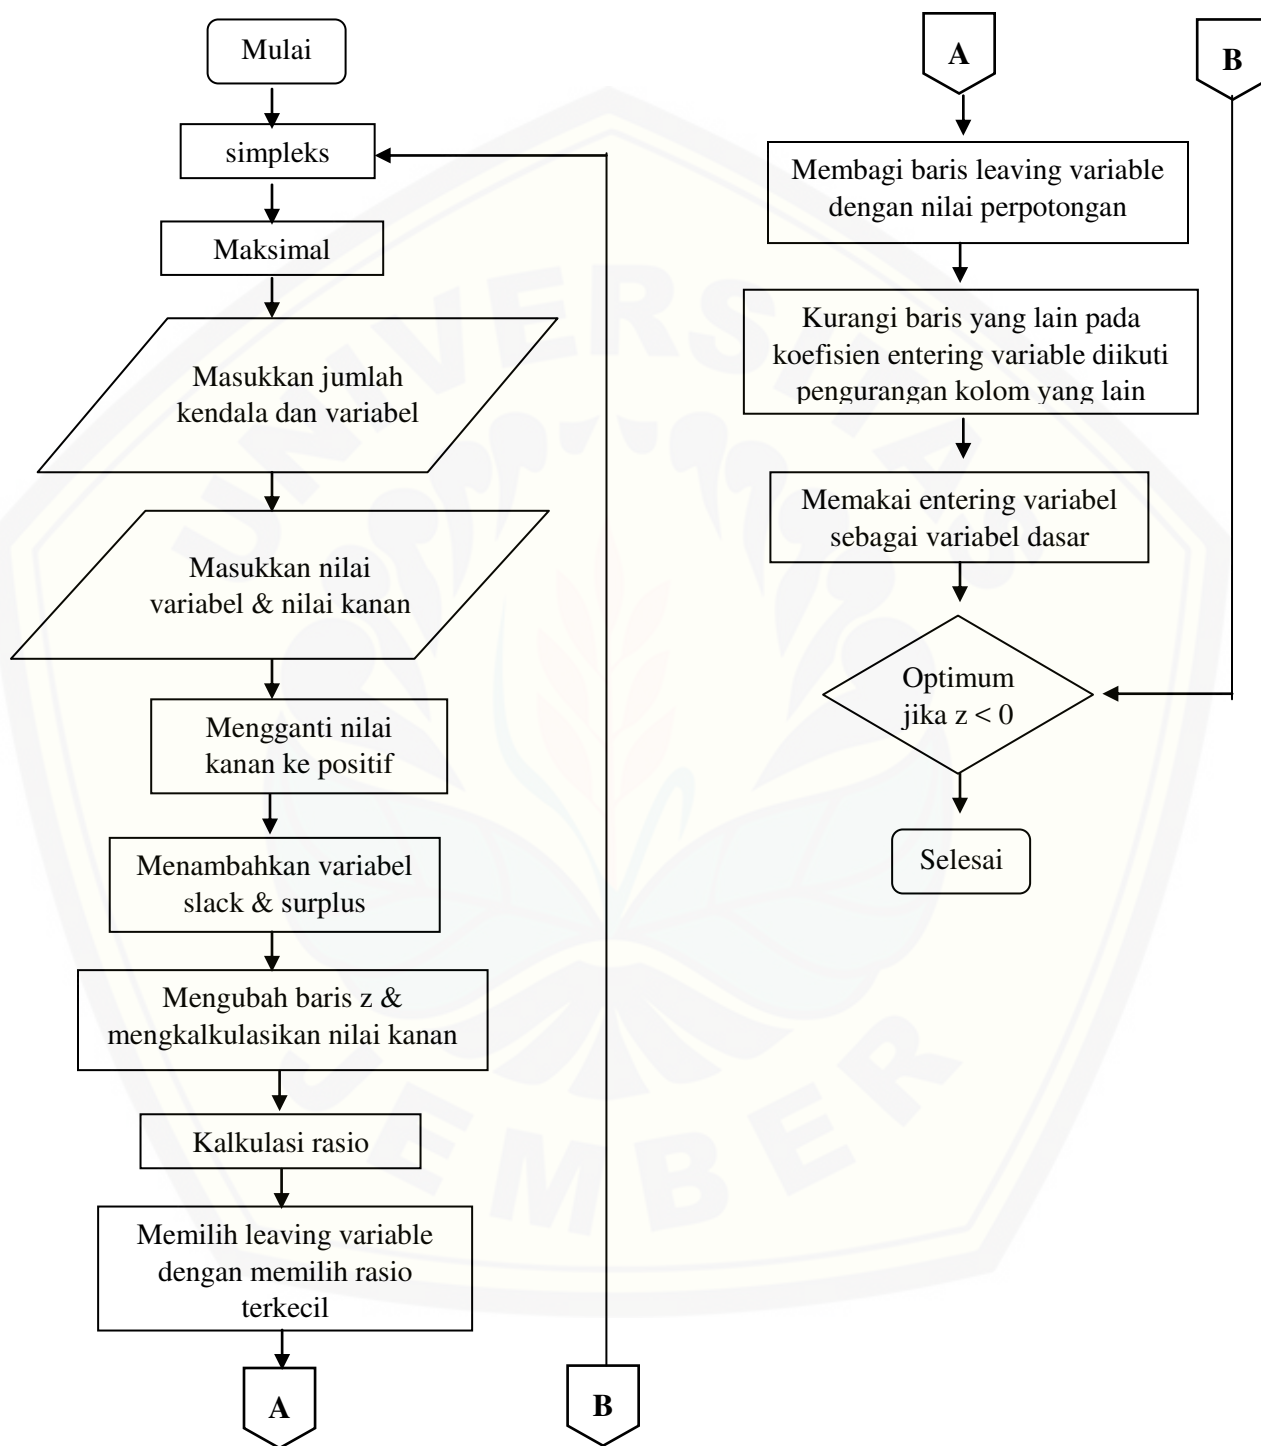 Mulai
simpleks
Maksimal
Masukkan jumlah
kendala dan variabel
Masukkan nilai
variabel & nilai kanan
Mengganti nilai
kanan ke positif
Menambahkan variabel
slack & surplus
Mengubah baris z &
mengkalkulasikan nilai kanan
Kalkulasi rasio
Memilih leaving variable
dengan memilih rasio
terkecil
A
B
A
Membagi baris leaving variable
dengan nilai perpotongan
Kurangi baris yang lain pada
koefisien entering variable diikuti
pengurangan kolom yang lain
Memakai entering variabel
sebagai variabel dasar
Optimum
jika z < 0
Selesai
B
UNIVERSITAS
JEMBER